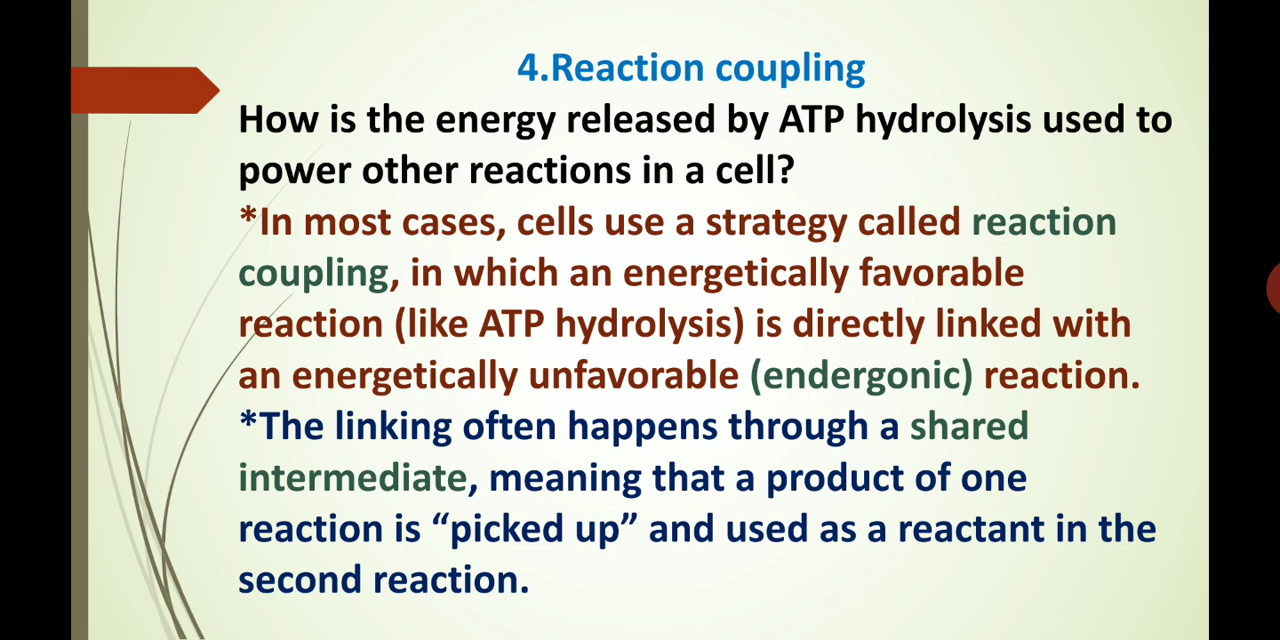 4.Reaction coupling
How is the energy released by ATP hydrolysis used to
power other reactions in a cell?
*In most cases, cells use a strategy called reaction
coupling, in which an energetically favorable
reaction (like ATP hydrolysis) is directly linked with
an energetically unfavorable (endergonic) reaction.
*The linking often happens through a shared
intermediate, meaning that a product of one
reaction is “picked up” and used as a reactant in the
second reaction.